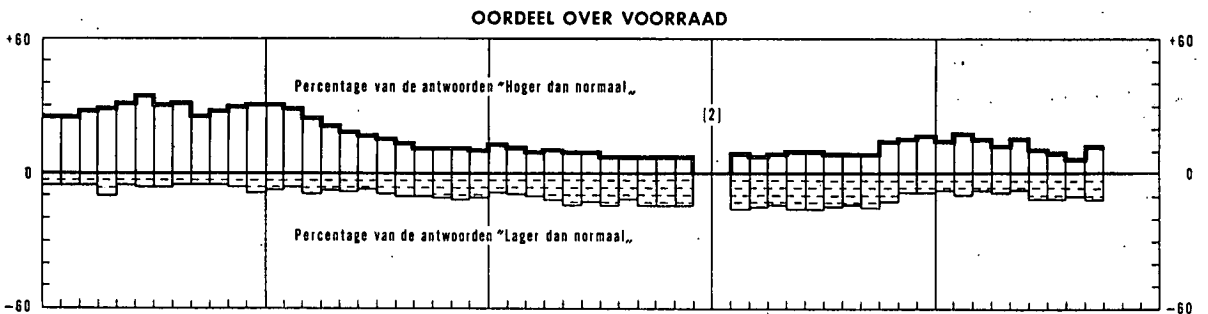 OORDEEL OVER VOORRAAD
+60 +60
Percentage van de antwoorden "Hoger dan normaal„
(2)
0 0
Percentage van de antwoorden "Lager dan normaal„
-60 -60